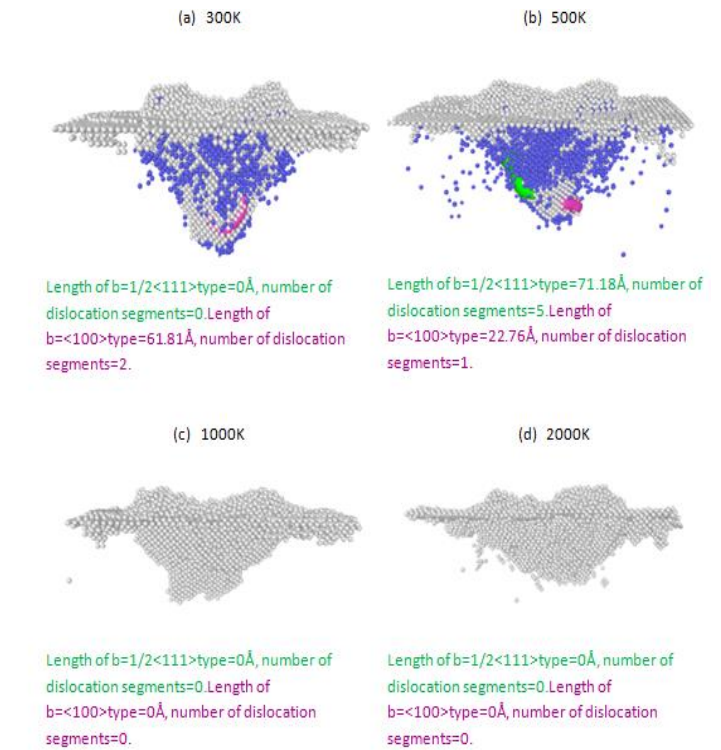 (a) 300K
(b) 500K
Length of b=1/2<111>type=0Å, number of
dislocation segments=0.Length of
b=<100>type=61.81Å, number of dislocation
segments=2.
Length of b=1/2<111>type=71.18Å, number of
dislocation segments=5.Length of
b=<100>type=22.76Å, number of dislocation
segments=1.
(c) 1000K
(d) 2000K
Length of b=1/2<111>type=0Å, number of
dislocation segments=0.Length of
b=<100>type=0Å, number of dislocation
segments=0.
Length of b=1/2<111>type=0Å, number of
dislocation segments=0.Length of
b=<100>type=0Å, number of dislocation
segments=0.